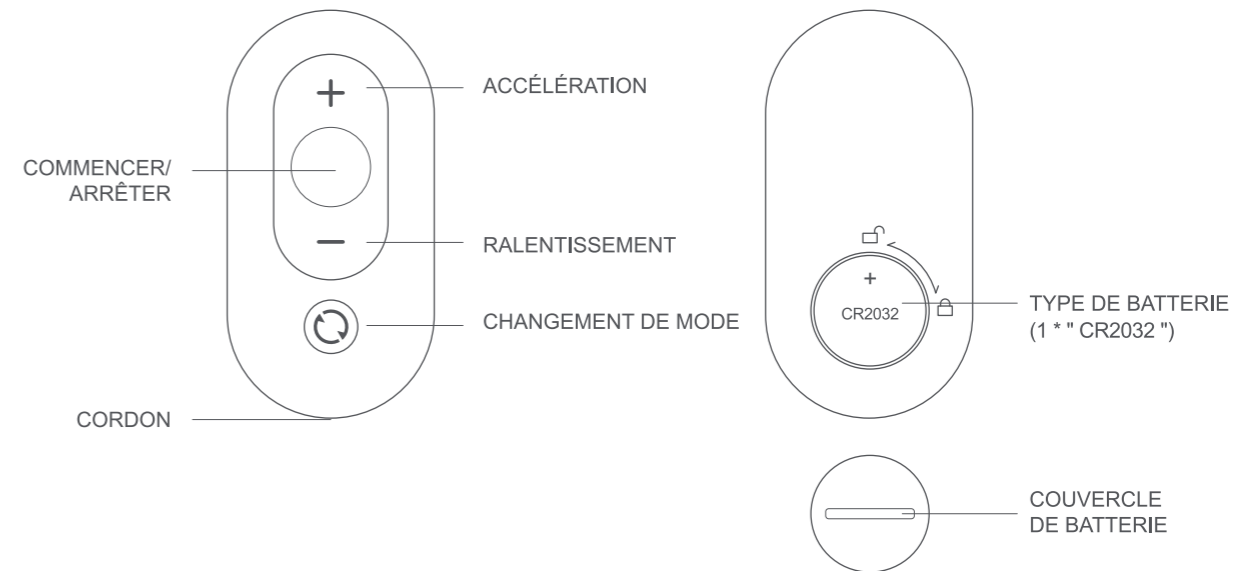 ACCÉLÉRATION
COMMENCER/
ARRÊTER
RALENTISSEMENT
CHANGEMENT DE MODE
CORDON
CR2032
TYPE DE BATTERIE
(1 * " CR2032 ")
COUVERCLE
DE BATTERIE